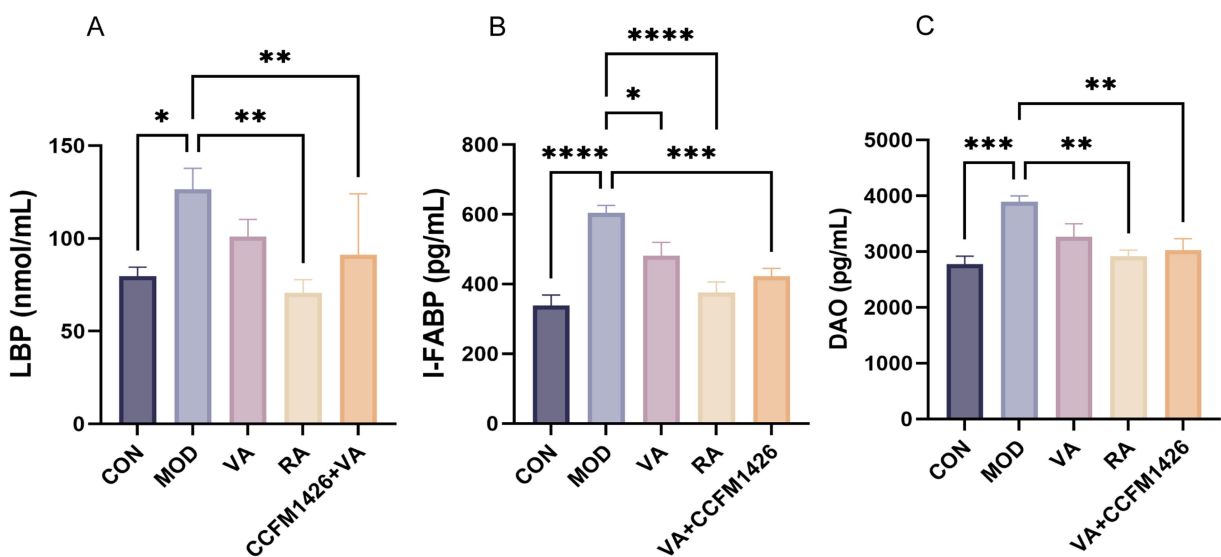 A
**
*
**
LBP (nmol/mL)
150
100
50
0
CON
MOD
VA
RA
CCFM1426+VA
B
****
*
****
***
I-FABP (pg/mL)
800
600
400
200
0
CON
MOD
VA
RA
VA+CCFM1426
C
**
***
**
DAO (pg/mL)
5000
4000
3000
2000
1000
0
CON
MOD
VA
RA
VA+CCFM1426